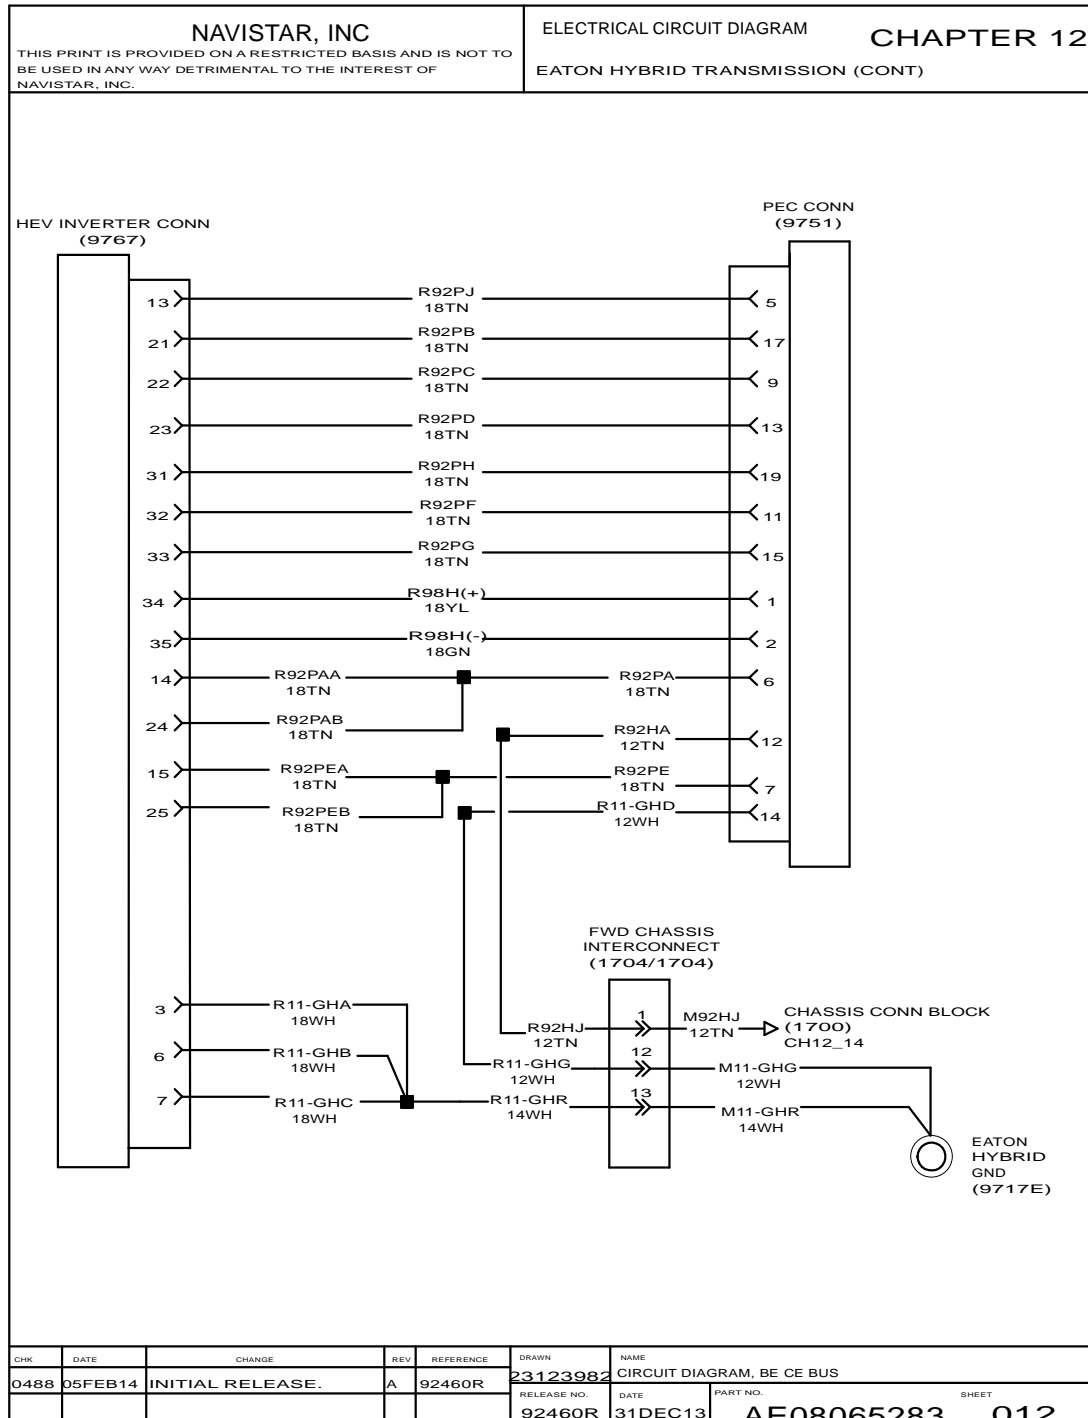 NAVISTAR, INC
THIS PRINT IS PROVIDED ON A RESTRICTED BASIS AND IS NOT TO
BE USED IN ANY WAY DETRIMENTAL TO THE INTEREST OF
NAVISTAR, INC.
ELECTRICAL CIRCUIT DIAGRAM
CHAPTER 12
EATON HYBRID TRANSMISSION (CONT)
HEV INVERTER CONN
(9767)
PEC CONN
(9751)
13 R92PJ 5
18TN
21 R92PB 17
18TN
22 R92PC 9
18TN
23 R92PD 13
18TN
31 R92PH 19
18TN
32 R92PF 11
18TN
33 R92PG 15
18TN
34 R98H(+) 1
18YL
35 R98H(-) 2
18GN
14 R92PAA R92PA 6
18TN 18TN
24 R92PAB
18TN
R92HA 12
12TN
15 R92PEA R92PE 7
18TN 18TN
25 R92PEB
18TN
R11-GHD 14
12WH
FWD CHASSIS
INTERCONNECT
(1704/1704)
3 R11-GHA
18WH
6 R11-GHB
18WH
7 R11-GHC
18WH
R92HJ 1 M92HJ
12TN 12TN
CHASSIS CONN BLOCK
(1700)
CH12_14
R11-GHG 12 M11-GHG
12WH 12WH
R11-GHR 13 M11-GHR
14WH 14WH
EATON
HYBRID
GND
(9717E)
CHK DATE CHANGE REV REFERENCE DRAWN NAME
0488 05FEB14 INITIAL RELEASE. A 92460R 23123982 CIRCUIT DIAGRAM, BE CE BUS
RELEASE NO. DATE PART NO. SHEET
92460R 31DEC13 AE08065283 012